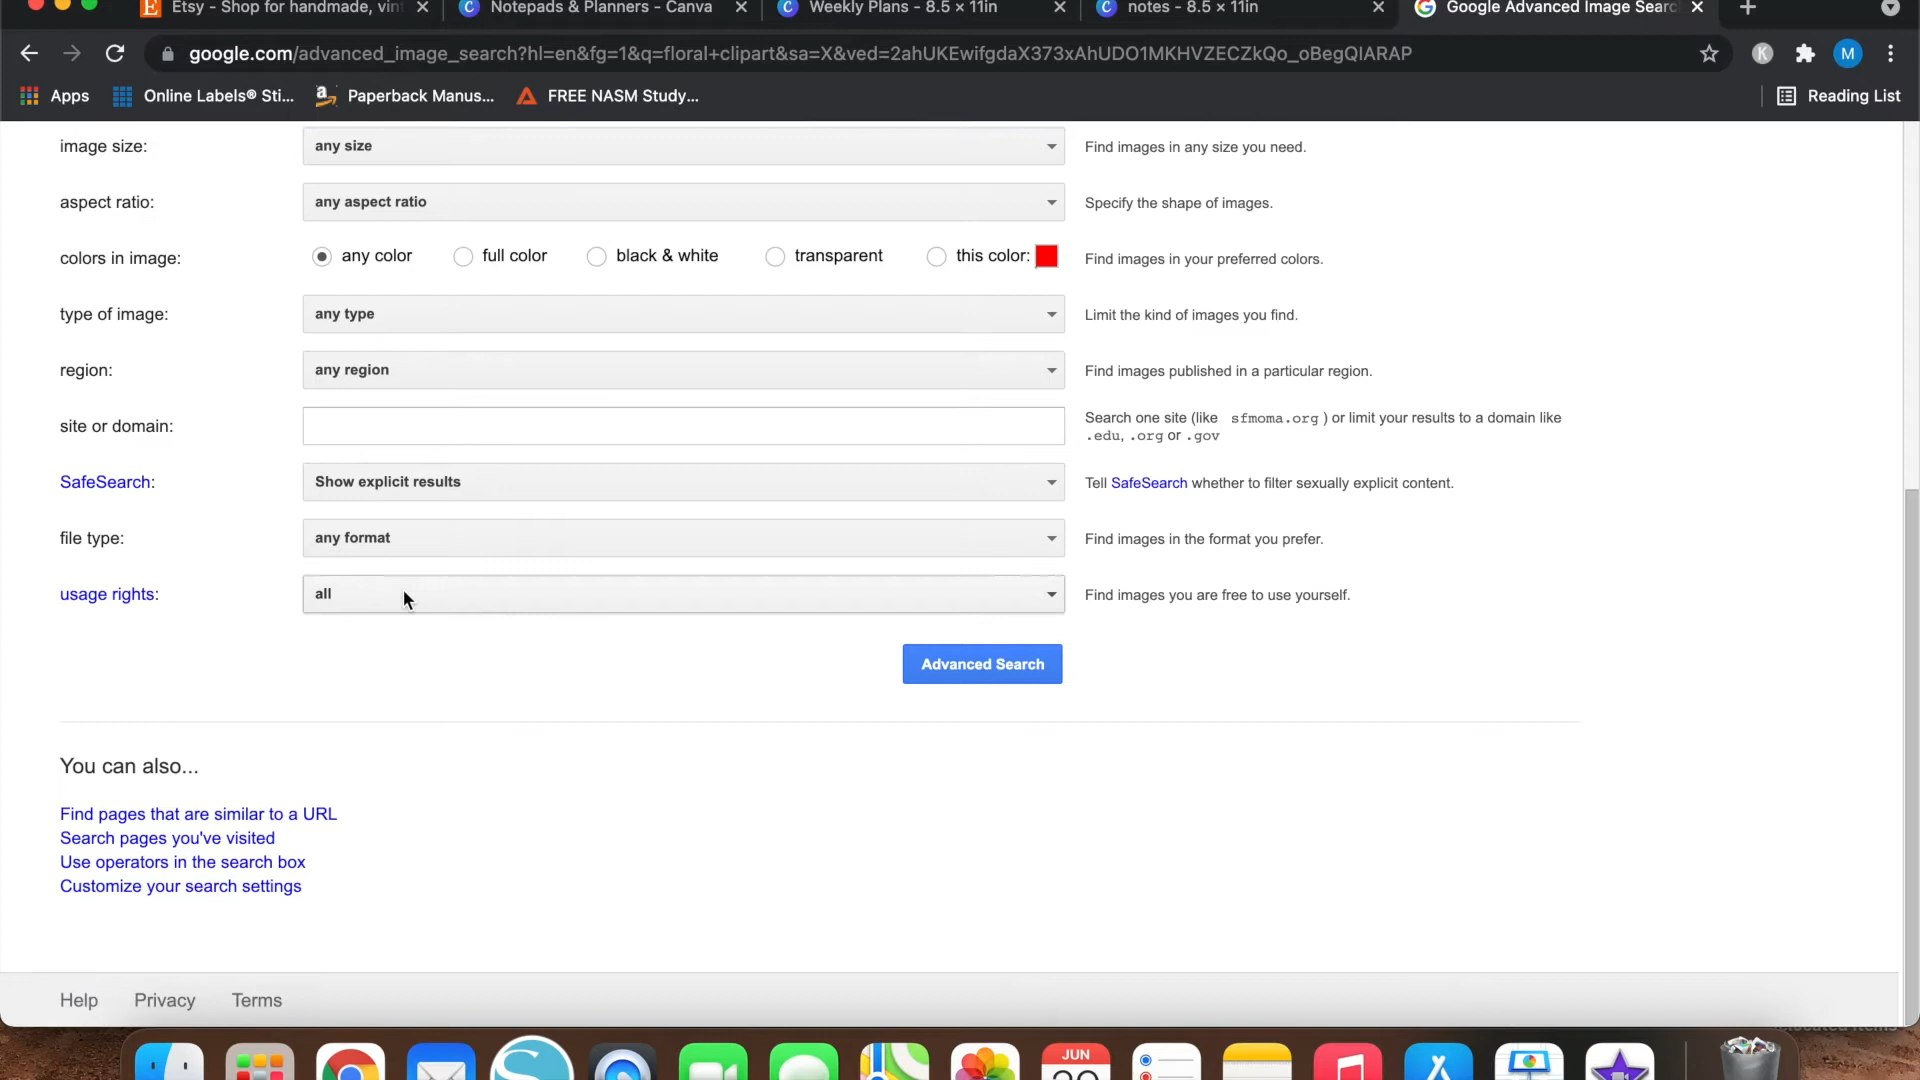 Etsy - Shop for handmade, vin
Notepads & Planners - Canva
Weekly Plans - 8.5 × 11in
notes - 8.5 × 11in
Google Advanced Image Searc
google.com/advanced_image_search?hl=en&fg=1&q=floral+clipart&sa=X&ved=2ahUKEwifgdaX373xAhUDO1MKHVZECZkQo_oBegQIARAP
K
M
Apps
Online Labels® Sti...
Paperback Manus...
FREE NASM Study...
Reading List
image size:
any size
Find images in any size you need.
aspect ratio:
any aspect ratio
Specify the shape of images.
colors in image:
any color
full color
black & white
transparent
this color:
Find images in your preferred colors.
type of image:
any type
Limit the kind of images you find.
region:
any region
Find images published in a particular region.
site or domain:
Search one site (like sfmoma.org ) or limit your results to a domain like
.edu, .org or .gov
SafeSearch:
Show explicit results
Tell SafeSearch whether to filter sexually explicit content.
file type:
any format
Find images in the format you prefer.
usage rights:
all
Find images you are free to use yourself.
Advanced Search
You can also...
Find pages that are similar to a URL
Search pages you've visited
Use operators in the search box
Customize your search settings
Help
Privacy
Terms
JUN